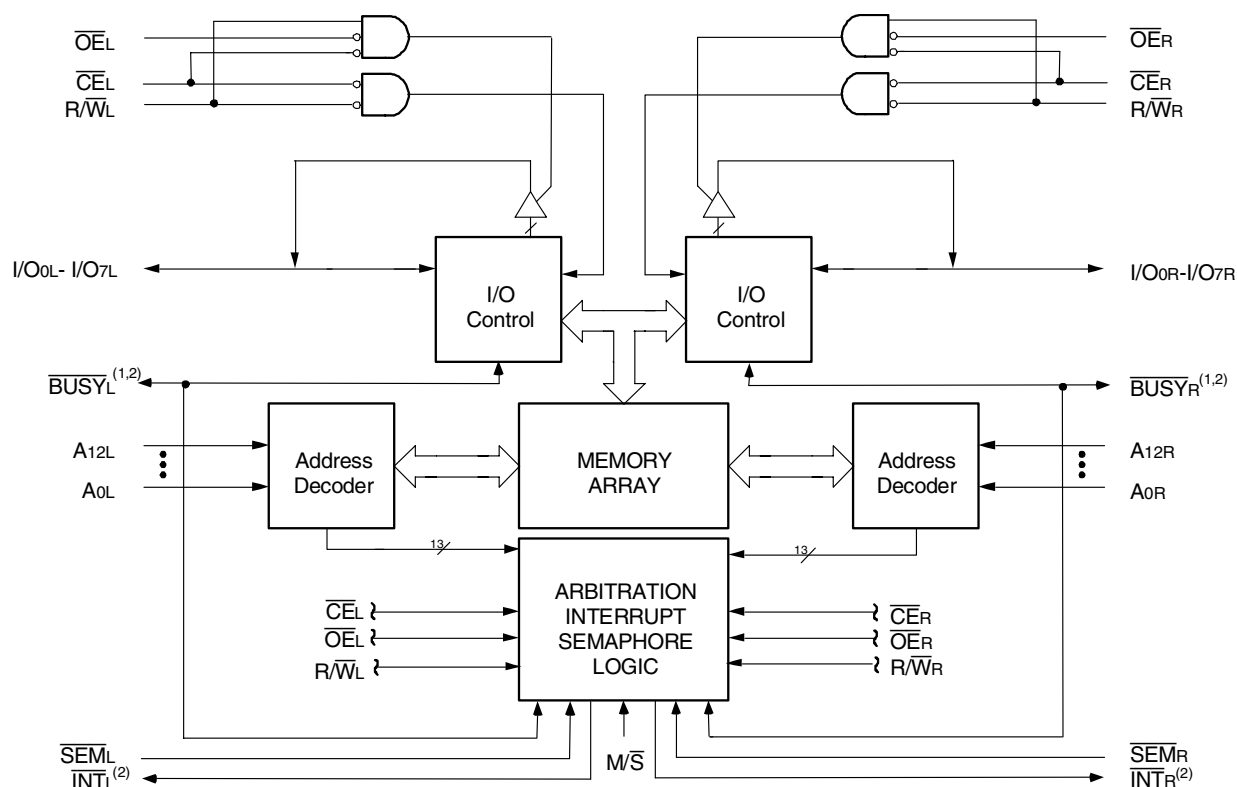 OEL
OER
CEL
CER
R/WL
R/WR
I/O0L- I/O7L
I/O
Control
I/O
Control
I/O0R-I/O7R
BUSYL(1,2)
BUSYR(1,2)
A12L
A0L
Address
Decoder
MEMORY
ARRAY
Address
Decoder
A12R
A0R
13
13
ARBITRATION
INTERRUPT
SEMAPHORE
LOGIC
CEL
OEL
R/WL
CER
OER
R/WR
SEML
INTL(2)
M/S
SEMR
INTR(2)